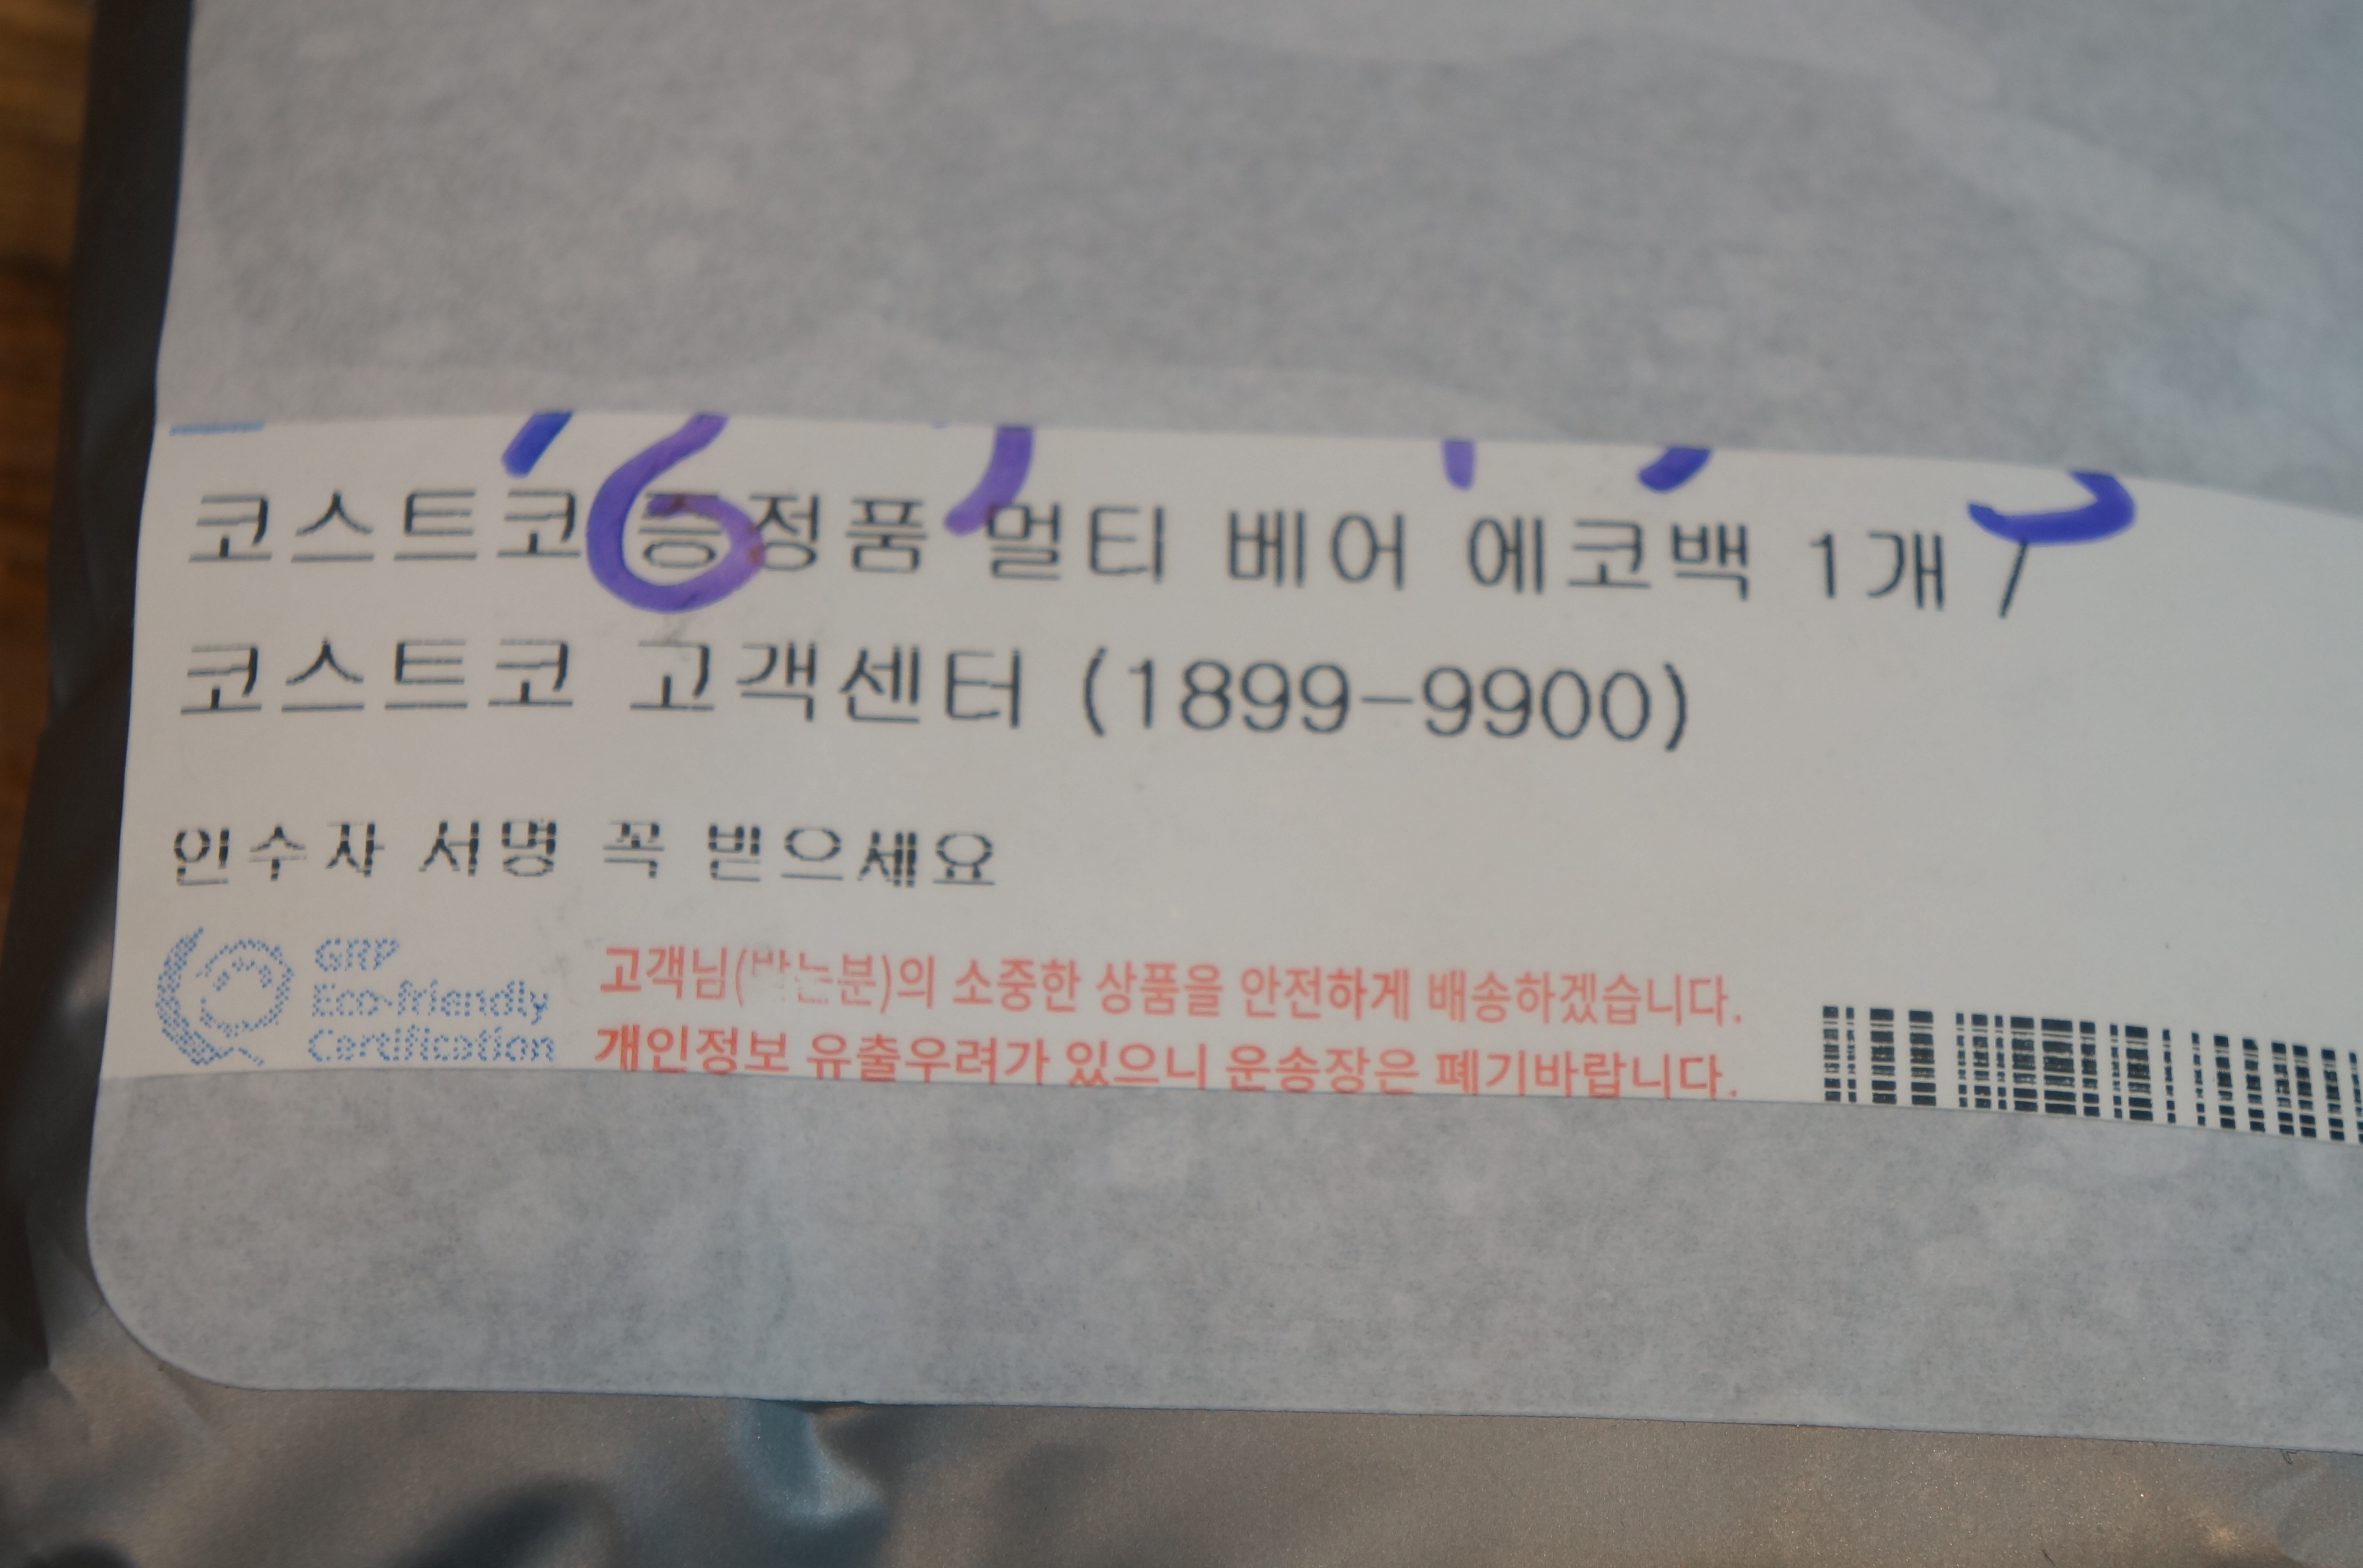 코스트코 증정품 멀티 베어 에코백 1개 /
코스트코 고객센터 (1899-9900)
인수자 서명 꼭 받으세요
GRP
Eco-friendly
Certification
고객님(받는분)의 소중한 상품을 안전하게 배송하겠습니다.
개인정보 유출우려가 있으니 운송장은 폐기바랍니다.